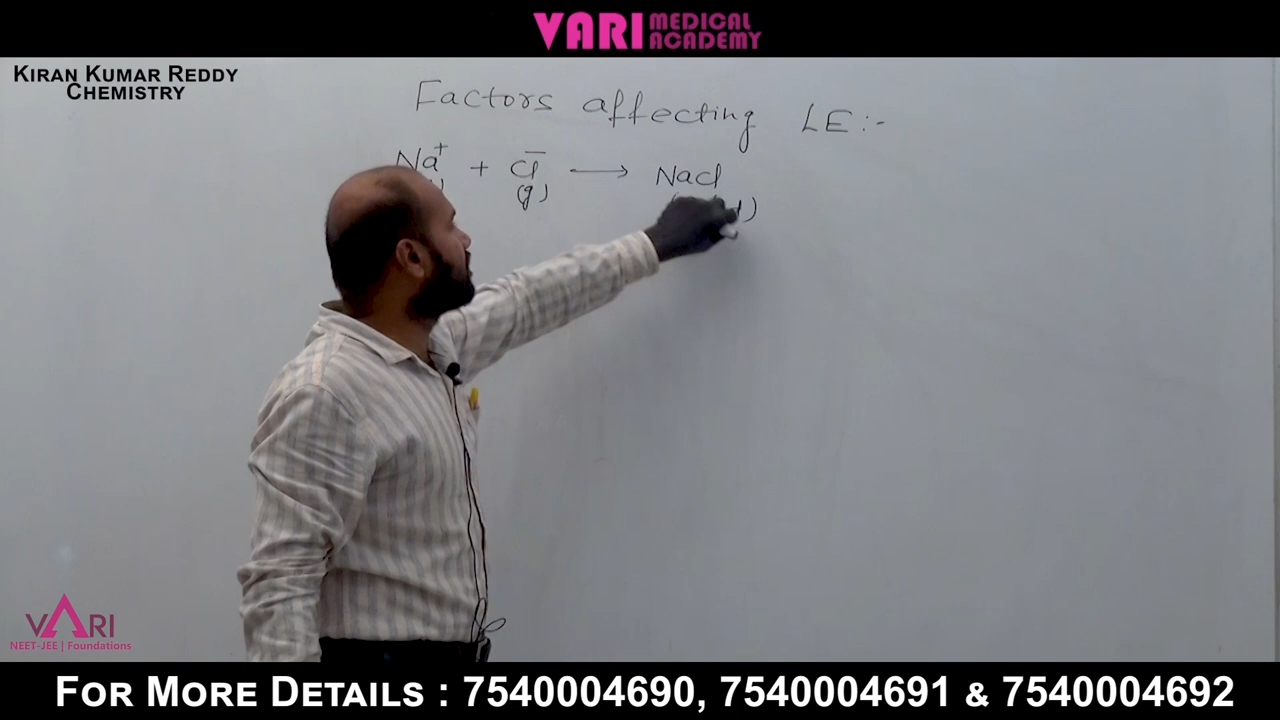 VARI MEDICAL ACADEMY
KIRAN KUMAR REDDY
CHEMISTRY
Factors affecting LE:-
Na⁺ + Cl⁻ ⟶ NaCl
(g)
VARI
NEET-JEE | Foundations
FOR MORE DETAILS : 7540004690, 7540004691 & 7540004692